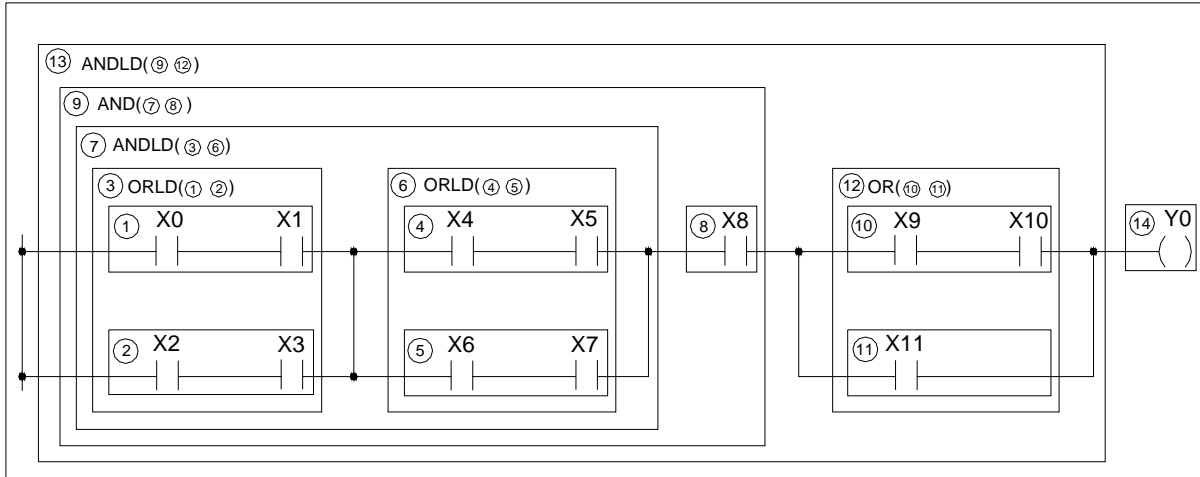 ⑬ ANDLD(⑨ ⑫)
⑨ AND(⑦ ⑧ )
⑦ ANDLD( ③ ⑥)
③ ORLD(① ②)
⑥ ORLD(④ ⑤)
⑫ OR(⑩ ⑪)
① X0 X1
④ X4 X5
⑧ X8
⑩ X9 X10
⑭ Y0
② X2 X3
⑤ X6 X7
⑪ X11